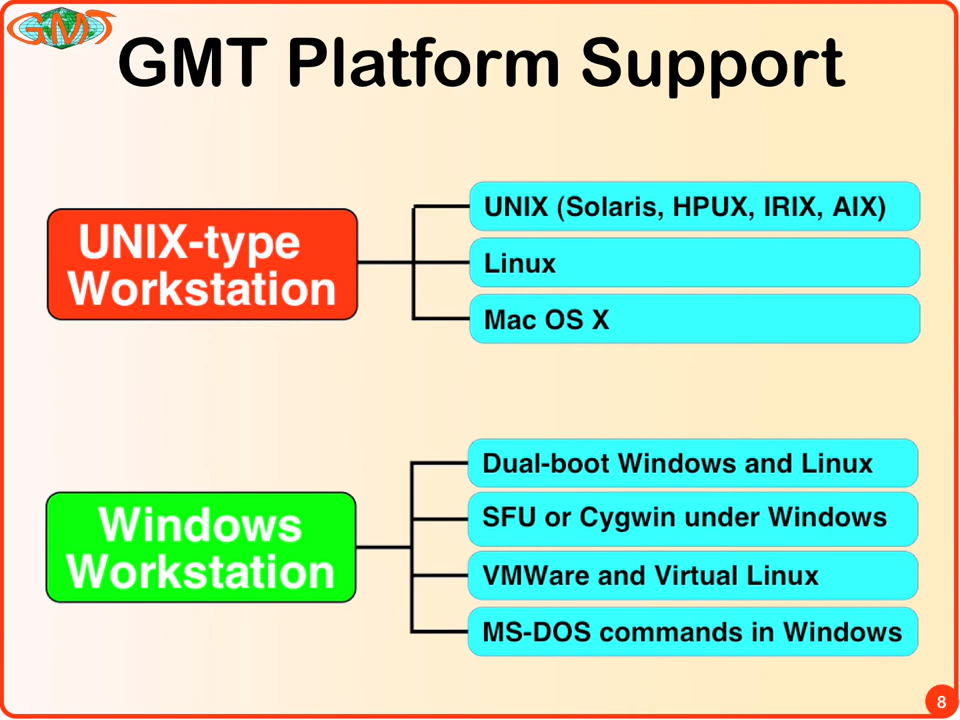 GMT
GMT Platform Support
UNIX-type
Workstation
UNIX (Solaris, HPUX, IRIX, AIX)
Linux
Mac OS X
Windows
Workstation
Dual-boot Windows and Linux
SFU or Cygwin under Windows
VMWare and Virtual Linux
MS-DOS commands in Windows
8